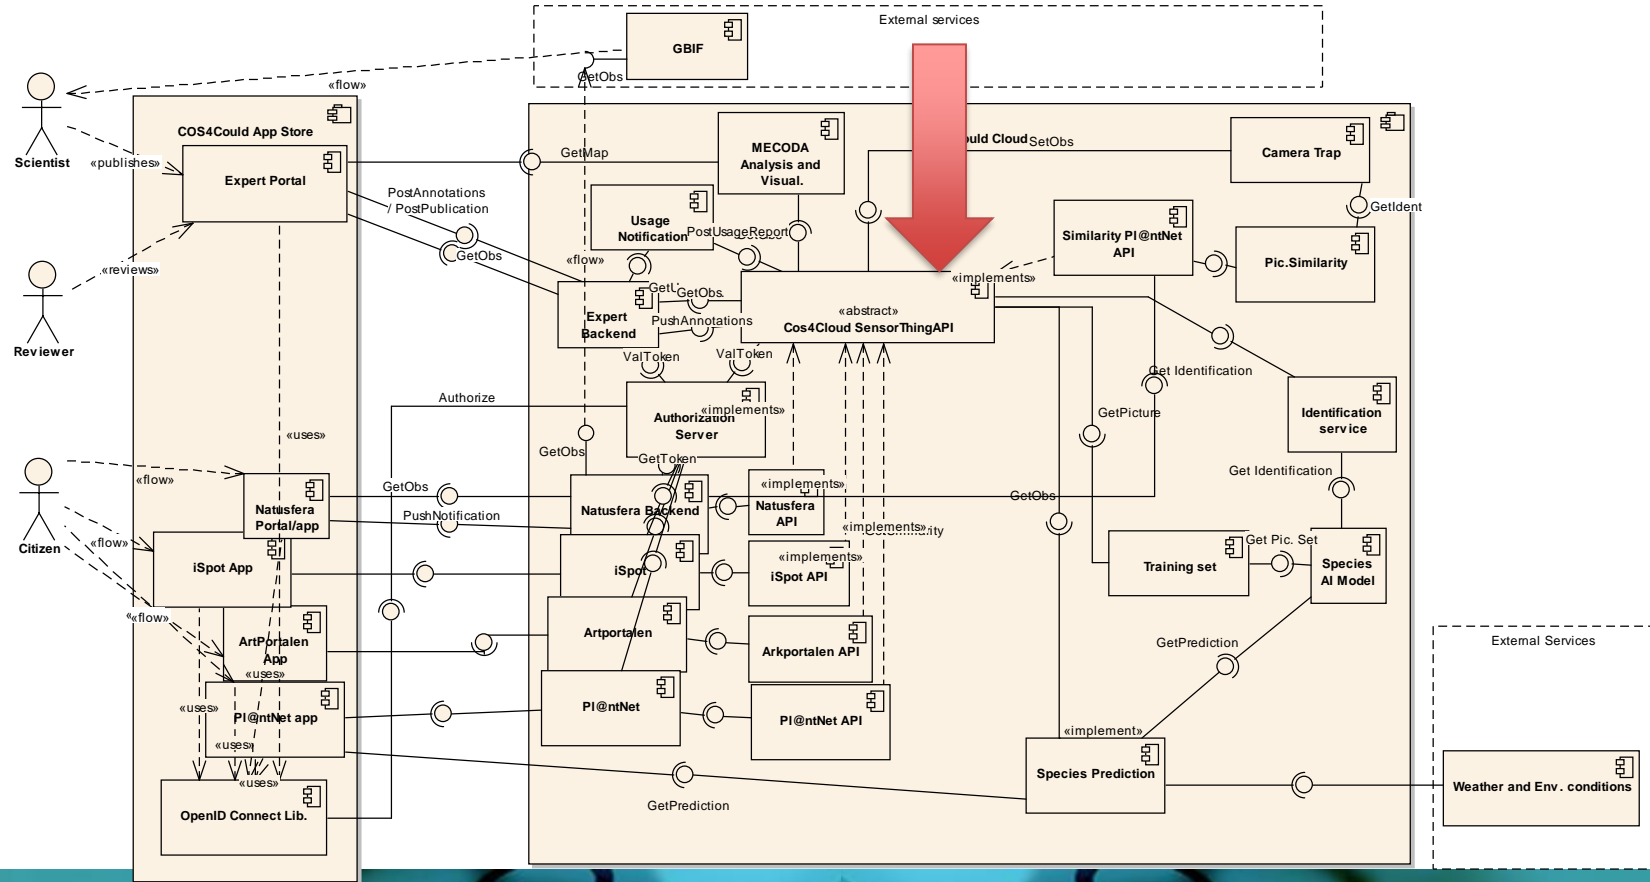 External services
GBIF
GetObs
«flow»
Scientist
«publishes»
COS4Could App Store
Expert Portal
GetMap
MECODA
Analysis and
Visual.
ould Cloud
SetObs
Camera Trap
GetIdent
PostAnnotations
/ PostPublication
GetObs
Usage
Notification
PostUsageReport
«flow»
Similarity Pl@ntNet
API
Pic.Similarity
Reviewer
«reviews»
«implements»
GetObs.
Expert
Backend
PushAnnotations
«abstract»
Cos4Cloud SensorThingAPI
ValToken
ValToken
Get Identification
Authorize
«implements»
Authorization
Server
GetPicture
Identification
service
«uses»
GetObs
GetToken
Get Identification
Citizen
«flow»
Natusfera
Portal/app
GetObs
PushNotification
Natusfera Backend
«implements»
Natusfera
API
GetObs
«implements»
«flow»
iSpot App
iSpot
«implements»
iSpot API
Training set
Get Pic. Set
Species
AI Model
«flow»
ArtPortalen
App
«uses»
Artportalen
Arkportalen API
GetPrediction
External Services
«uses»
Pl@ntNet app
«uses»
Pl@ntNet
Pl@ntNet API
«implement»
Species Prediction
Weather and Env. conditions
«uses»
OpenID Connect Lib.
GetPrediction